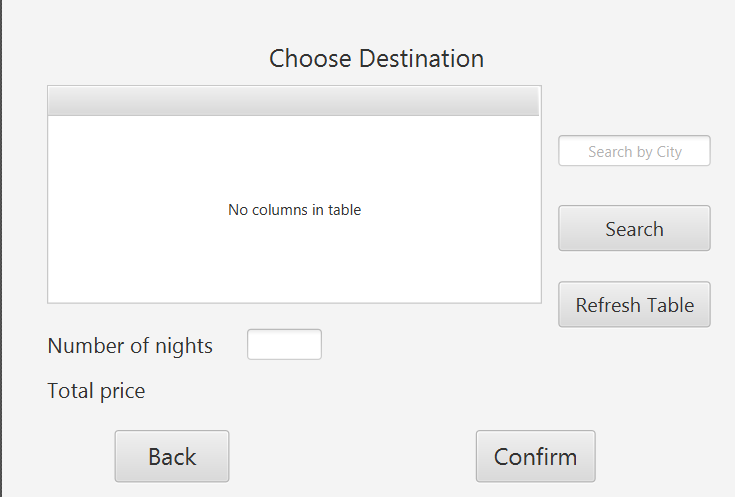 Choose Destination
Search by City
No columns in table
Search
Refresh Table
Number of nights
Total price
Back
Confirm